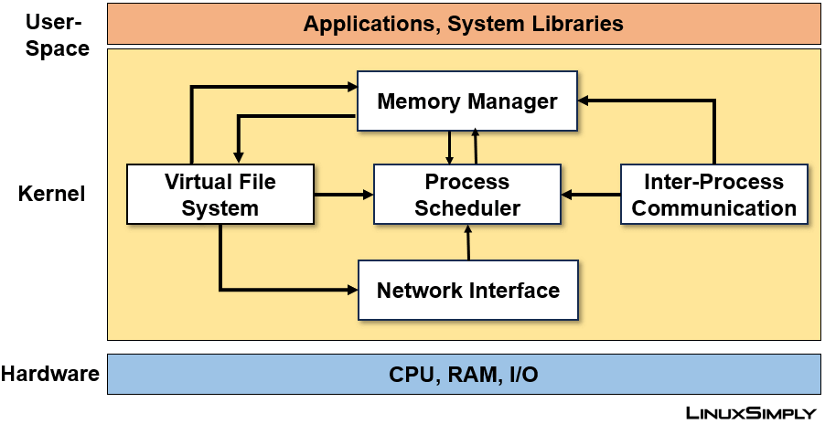 User-
Space
Applications, System Libraries
Memory Manager
Kernel
Virtual File
System
Process
Scheduler
Inter-Process
Communication
Network Interface
Hardware
CPU, RAM, I/O
LinuxSimply